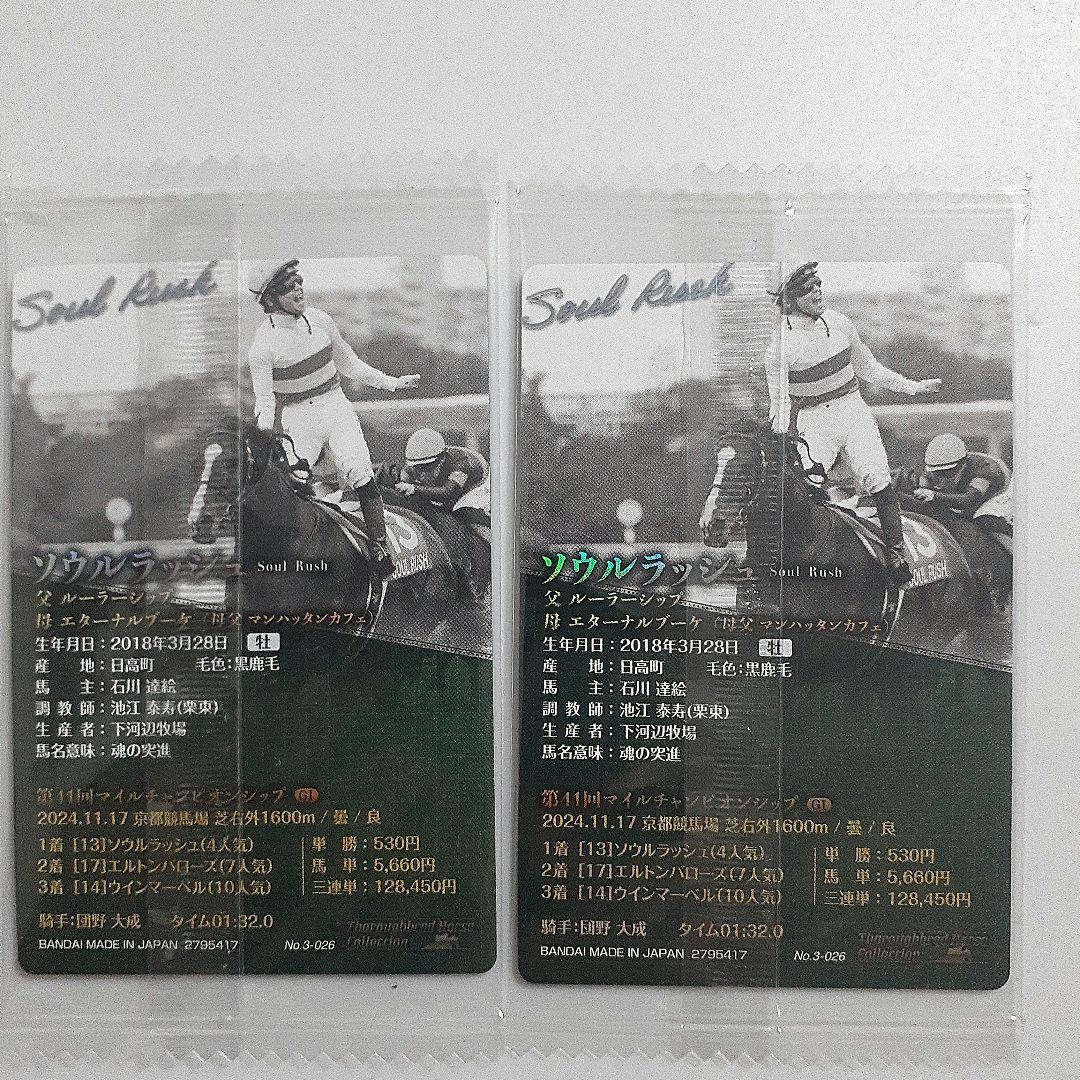 Soul Rush
SOUL RUSH
ソウルラッシュ Soul Rush
父 ルーラーシップ
母 エターナルブーケ (母父 マンハッタンカフェ)
生年月日:2018年3月28日 牡
産 地:日高町 毛色:黒鹿毛
馬 主:石川 達絵
調教師:池江 泰寿(栗東)
生産者:下河辺牧場
馬名意味:魂の突進
第41回マイルチャンピオンシップ GI
2024.11.17 京都競馬場 芝右外1600m / 曇 / 良
1着 [13]ソウルラッシュ(4人気) 単 勝:530円
2着 [17]エルトンバローズ(7人気) 馬 単:5,660円
3着 [14]ウインマーベル(10人気) 三連単:128,450円
騎手:団野 大成 タイム01:32.0
BANDAI MADE IN JAPAN 2795417 No.3-026
Thoroughbred Horse
Collection
Soul Rush
SOUL RUSH
ソウルラッシュ Soul Rush
父 ルーラーシップ
母 エターナルブーケ (母父 マンハッタンカフェ)
生年月日:2018年3月28日 牡
産 地:日高町 毛色:黒鹿毛
馬 主:石川 達絵
調教師:池江 泰寿(栗東)
生産者:下河辺牧場
馬名意味:魂の突進
第41回マイルチャンピオンシップ GI
2024.11.17 京都競馬場 芝右外1600m / 曇 / 良
1着 [13]ソウルラッシュ(4人気) 単 勝:530円
2着 [17]エルトンバローズ(7人気) 馬 単:5,660円
3着 [14]ウインマーベル(10人気) 三連単:128,450円
騎手:団野 大成 タイム01:32.0
BANDAI MADE IN JAPAN 2795417 No.3-026
Thoroughbred Horse
Collection